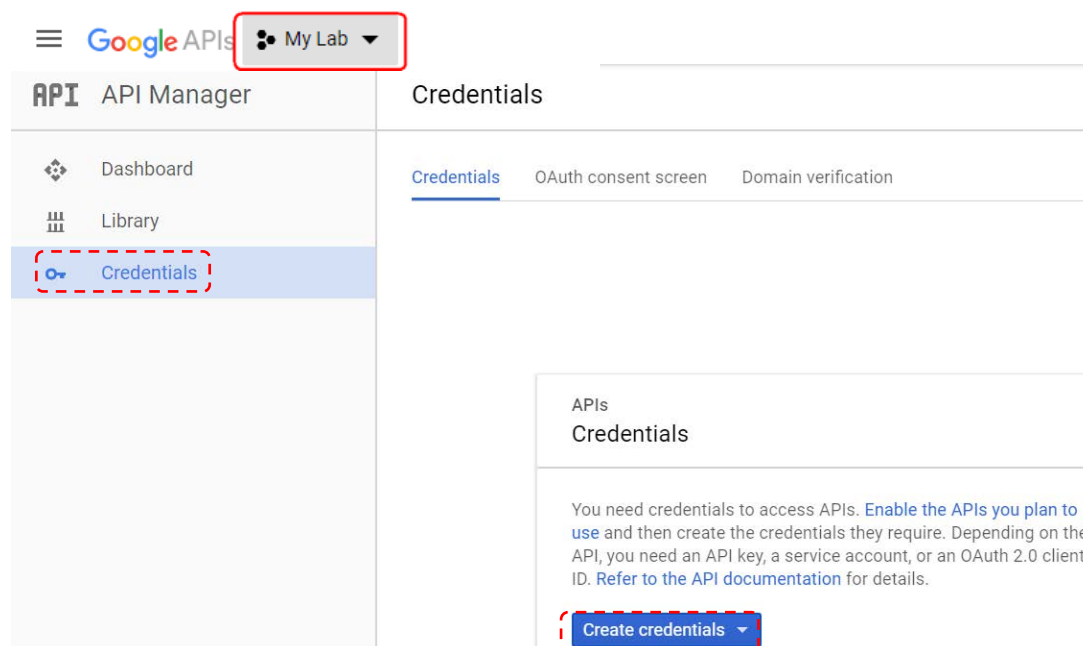 Google APIs My Lab
API API Manager
Credentials
Dashboard
Library
Credentials
Credentials OAuth consent screen Domain verification
APIs
Credentials
You need credentials to access APIs. Enable the APIs you plan to
use and then create the credentials they require. Depending on the
API, you need an API key, a service account, or an OAuth 2.0 client
ID. Refer to the API documentation for details.
Create credentials